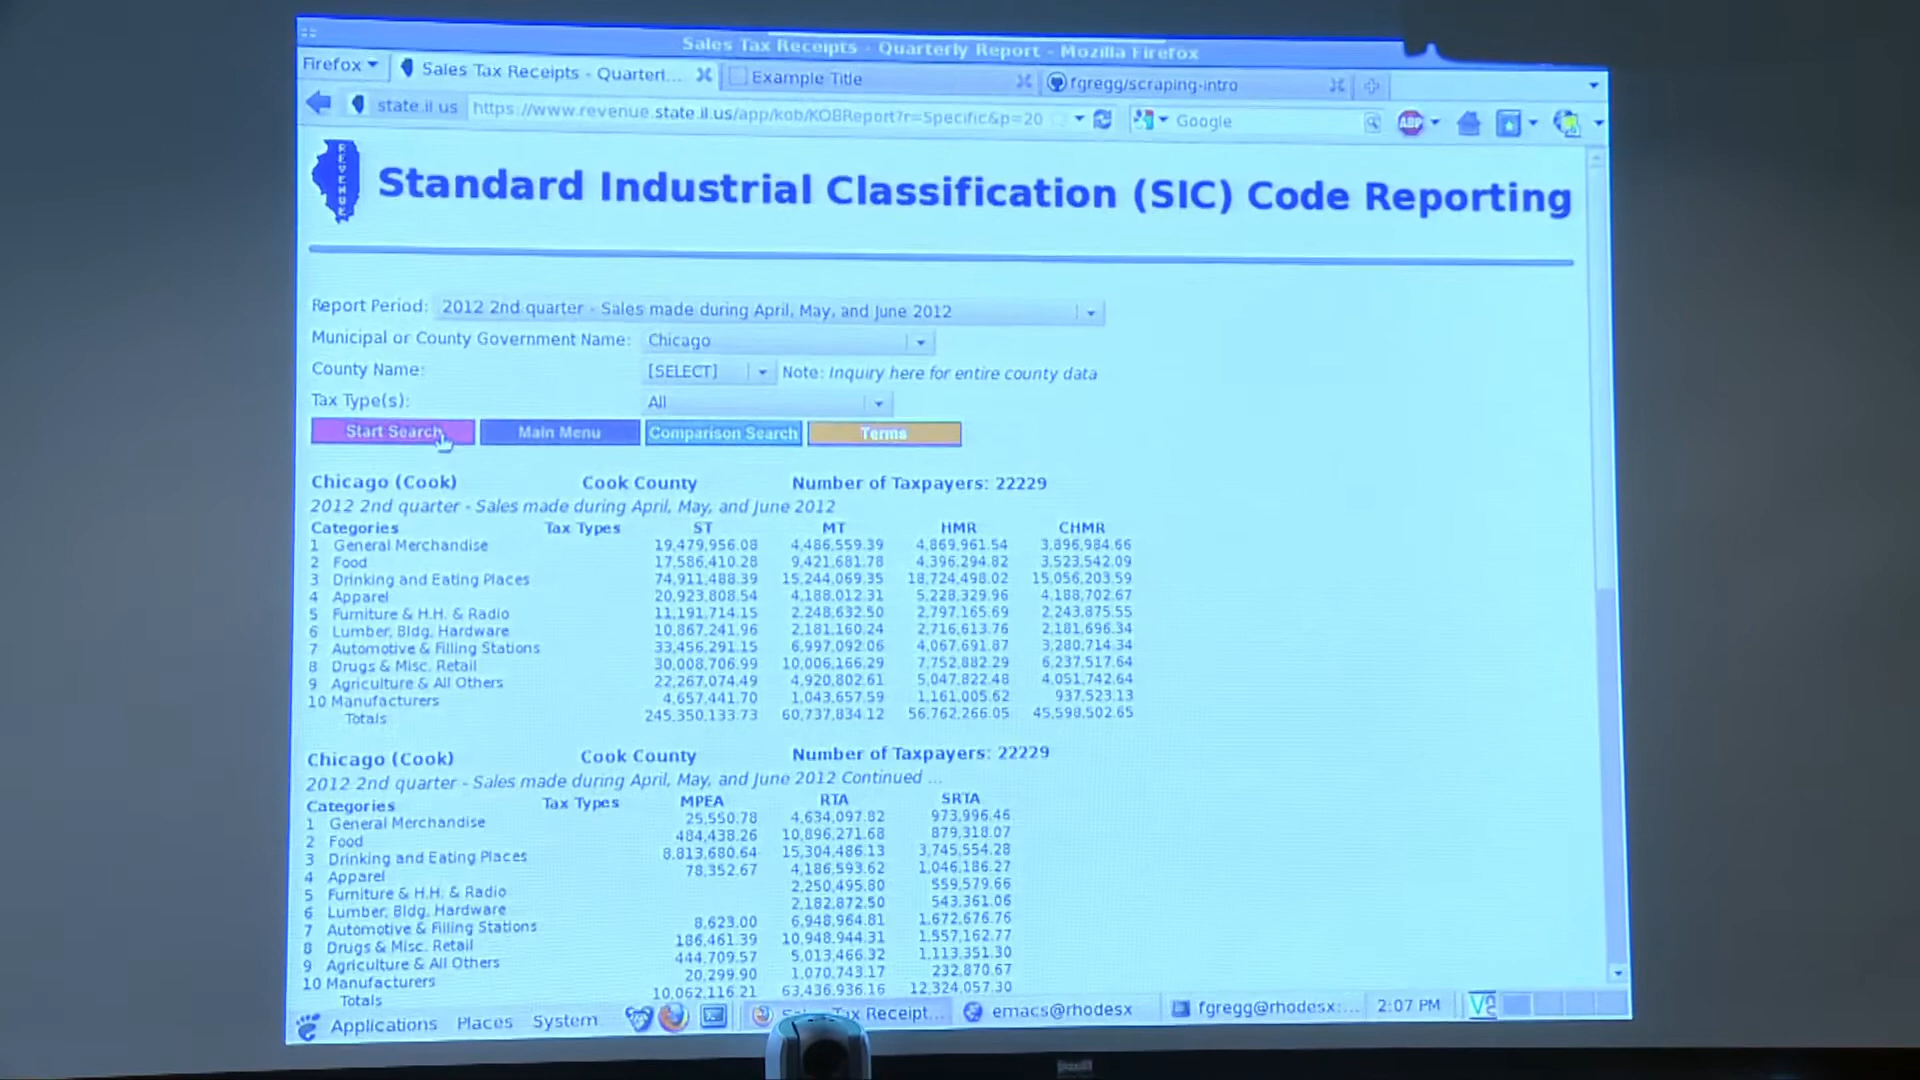 Sales Tax Receipts - Quarterly Report - Mozilla Firefox
Firefox Sales Tax Receipts - Quarterl... Example Title fgregg/scraping-intro
state.il.us https://www.revenue.state.il.us/app/kob/KOBReport?r=Specific&p=20 Google ABP
REVENUE
Standard Industrial Classification (SIC) Code Reporting
Report Period: 2012 2nd quarter - Sales made during April, May, and June 2012
Municipal or County Government Name: Chicago
County Name: [SELECT] Note: Inquiry here for entire county data
Tax Type(s): All
Start Search Main Menu Comparison Search Terms
Chicago (Cook) Cook County Number of Taxpayers: 22229
2012 2nd quarter - Sales made during April, May, and June 2012
Categories Tax Types ST MT HMR CHMR
1 General Merchandise 19,479,956.08 4,486,559.39 4,869,961.54 3,896,984.66
2 Food 17,586,410.28 9,421,681.78 4,396,294.82 3,523,542.09
3 Drinking and Eating Places 74,911,488.39 15,244,069.35 18,724,498.02 15,056,203.59
4 Apparel 20,923,808.54 4,188,012.31 5,228,329.96 4,188,702.67
5 Furniture & H.H. & Radio 11,191,714.15 2,248,632.50 2,797,165.69 2,243,875.55
6 Lumber, Bldg, Hardware 10,867,241.96 2,181,160.24 2,716,613.76 2,181,696.34
7 Automotive & Filling Stations 33,456,291.15 6,997,092.06 4,067,691.87 3,280,714.34
8 Drugs & Misc. Retail 30,008,706.99 10,006,166.29 7,752,882.29 6,237,517.64
9 Agriculture & All Others 22,267,074.49 4,920,802.61 5,047,822.48 4,051,742.64
10 Manufacturers 4,657,441.70 1,043,657.59 1,161,005.62 937,523.13
Totals 245,350,133.73 60,737,834.12 56,762,266.05 45,598,502.65
Chicago (Cook) Cook County Number of Taxpayers: 22229
2012 2nd quarter - Sales made during April, May, and June 2012 Continued ...
Categories Tax Types MPEA RTA SRTA
1 General Merchandise 25,550.78 4,634,097.82 973,996.46
2 Food 484,438.26 10,896,271.68 879,318.07
3 Drinking and Eating Places 8,813,680.64 15,304,486.13 3,745,554.28
4 Apparel 78,352.67 4,186,593.62 1,046,186.27
5 Furniture & H.H. & Radio 2,250,495.80 559,579.66
6 Lumber, Bldg, Hardware 2,182,872.50 543,361.06
7 Automotive & Filling Stations 8,623.00 6,948,964.81 1,672,676.76
8 Drugs & Misc. Retail 186,461.39 10,948,944.31 1,557,162.77
9 Agriculture & All Others 444,709.57 5,013,466.32 1,113,351.30
10 Manufacturers 20,299.90 1,070,743.17 232,870.67
Totals 10,062,116.21 63,436,936.16 12,324,057.30
Applications Places System Tax Receipt... emacs@rhodesx fgregg@rhodesx:... 2:07 PM